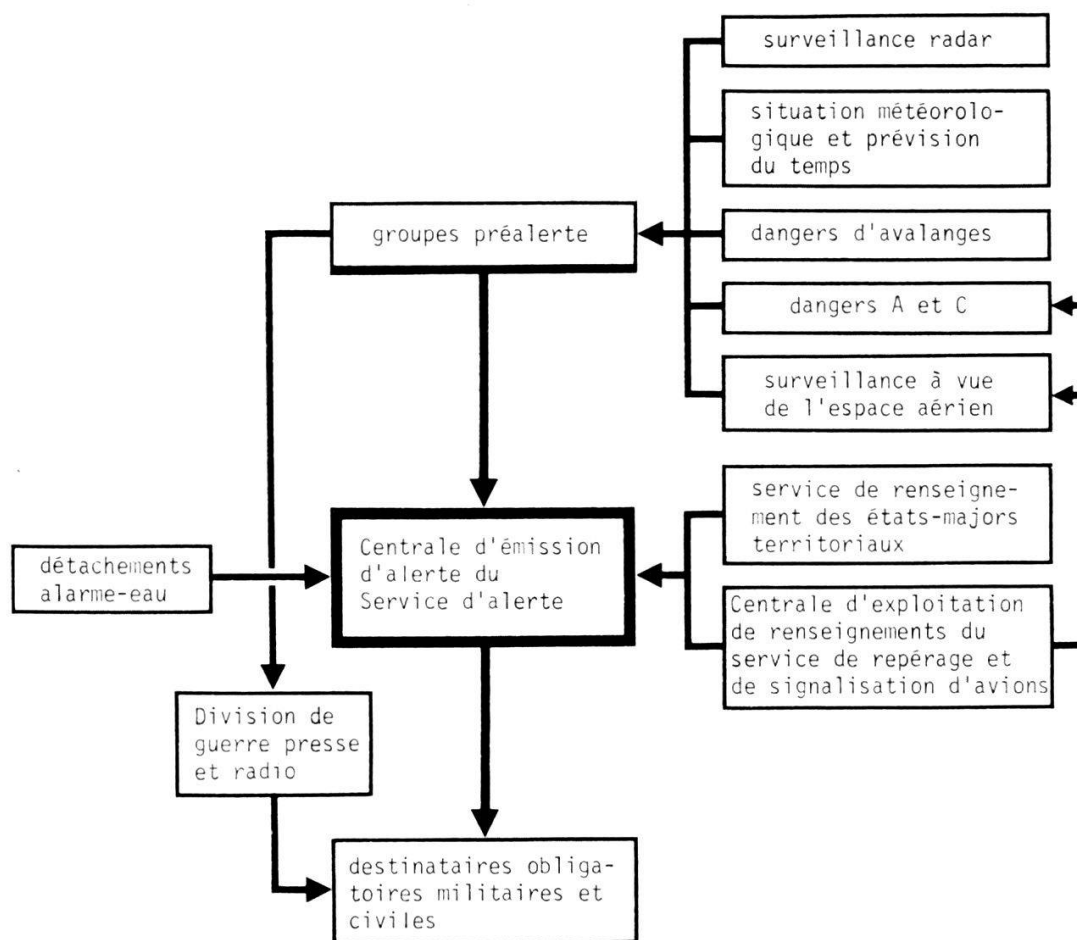 surveillance radar
situation météorolo-
gique et prévision
du temps
groupes préalerte
dangers d'avalanges
dangers A et C
surveillance à vue
de l'espace aérien
service de renseigne-
ment des états-majors
territoriaux
détachements
alarme-eau
Centrale d'émission
d'alerte du
Service d'alerte
Centrale d'exploitation
de renseignements du
service de repérage et
de signalisation d'avions
Division de
guerre presse
et radio
destinataires obliga-
toires militaires et
civiles